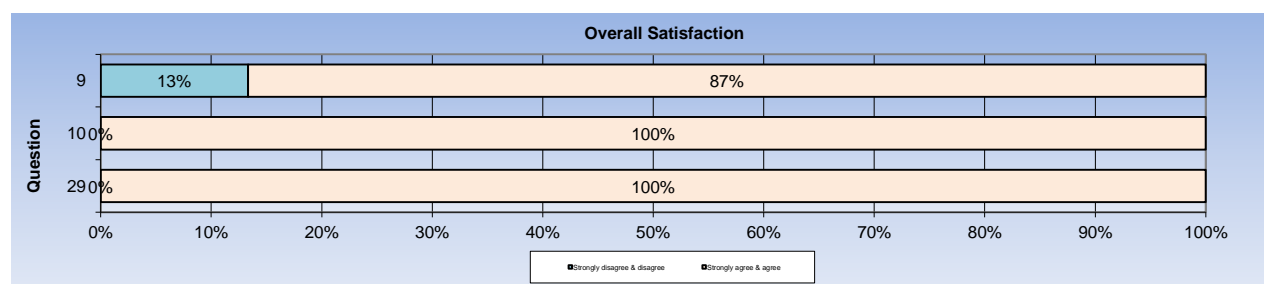 Overall Satisfaction
Question
9 13% 87%
10 0% 100%
29 0% 100%
0% 10% 20% 30% 40% 50% 60% 70% 80% 90% 100%
Strongly disagree & disagree Strongly agree & agree